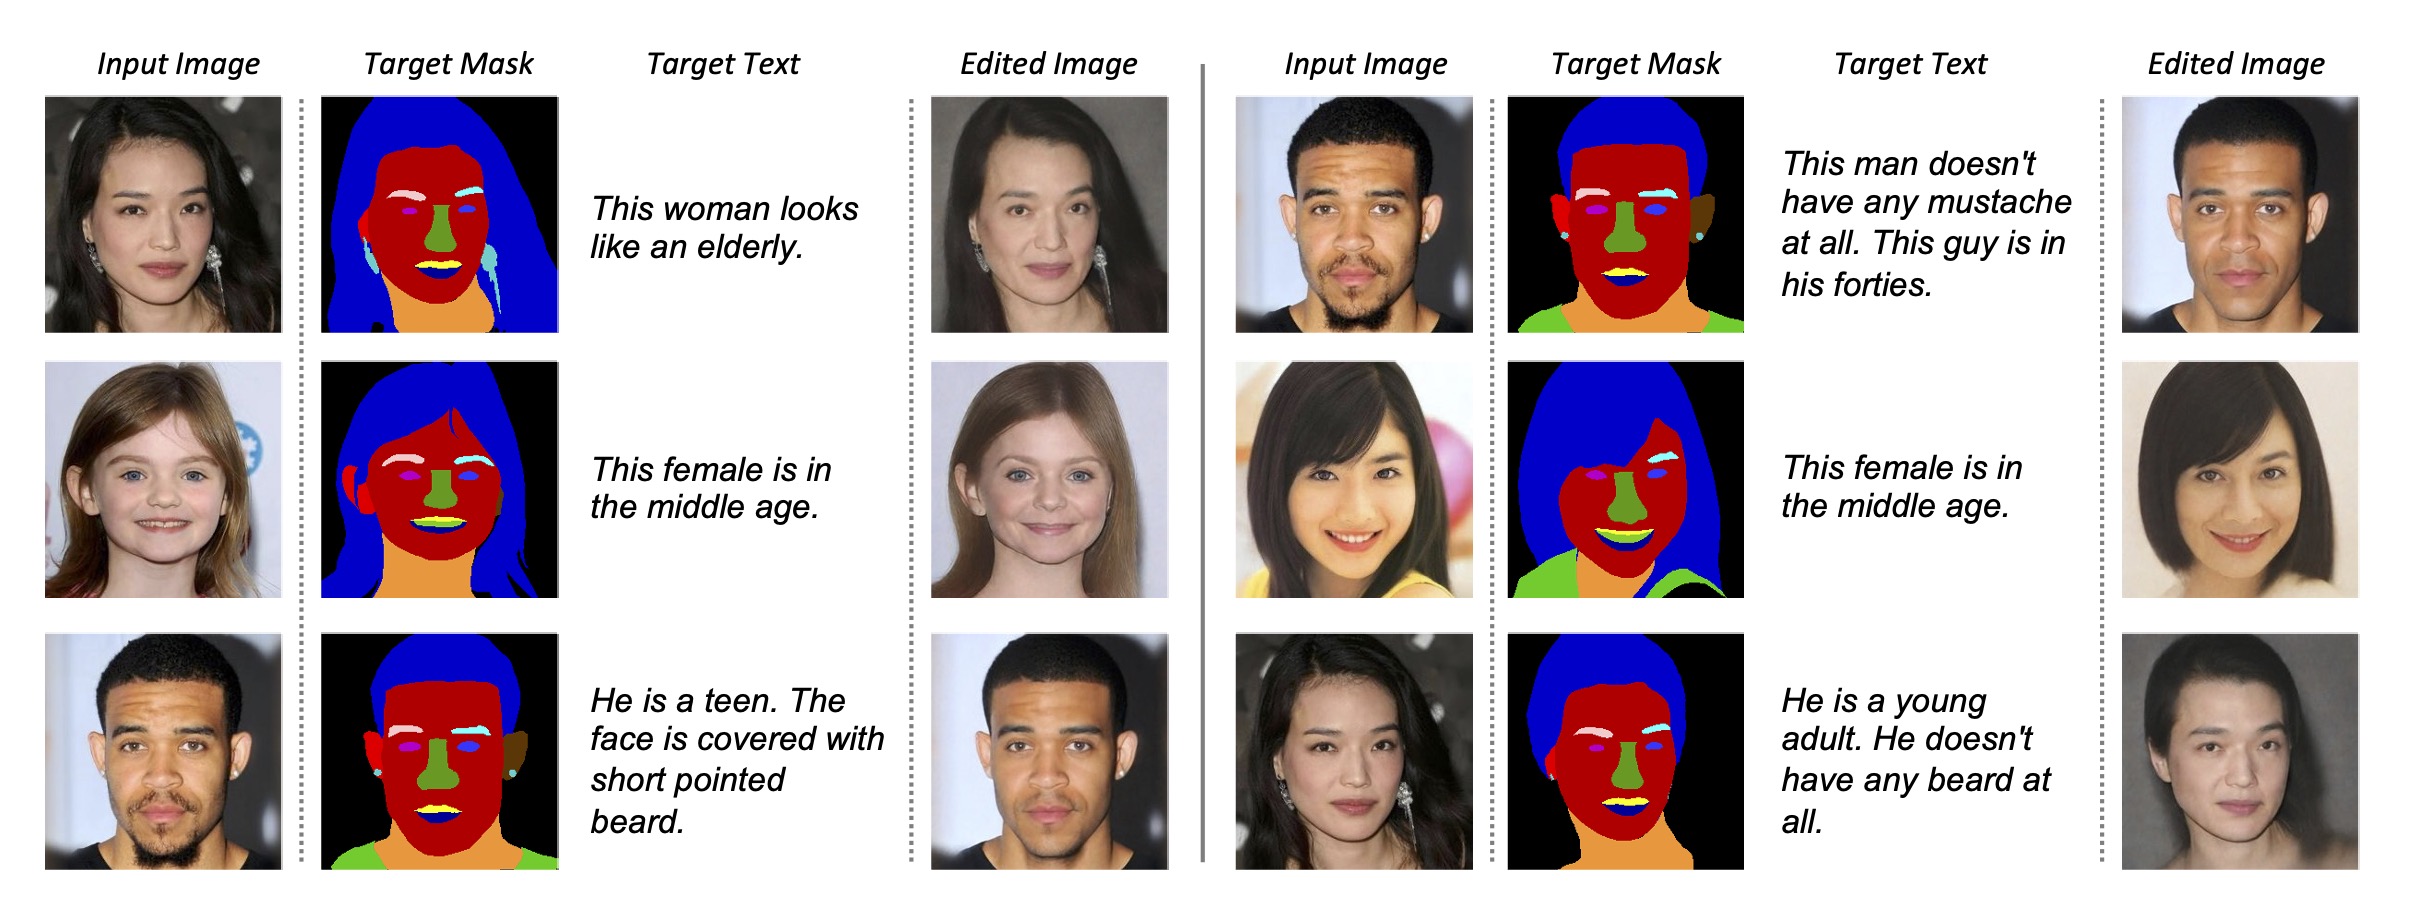 Input Image Target Mask Target Text Edited Image Input Image Target Mask Target Text Edited Image
This woman looks
like an elderly.
This man doesn't
have any mustache
at all. This guy is in
his forties.
This female is in
the middle age.
This female is in
the middle age.
He is a teen. The
face is covered with
short pointed
beard.
He is a young
adult. He doesn't
have any beard at
all.